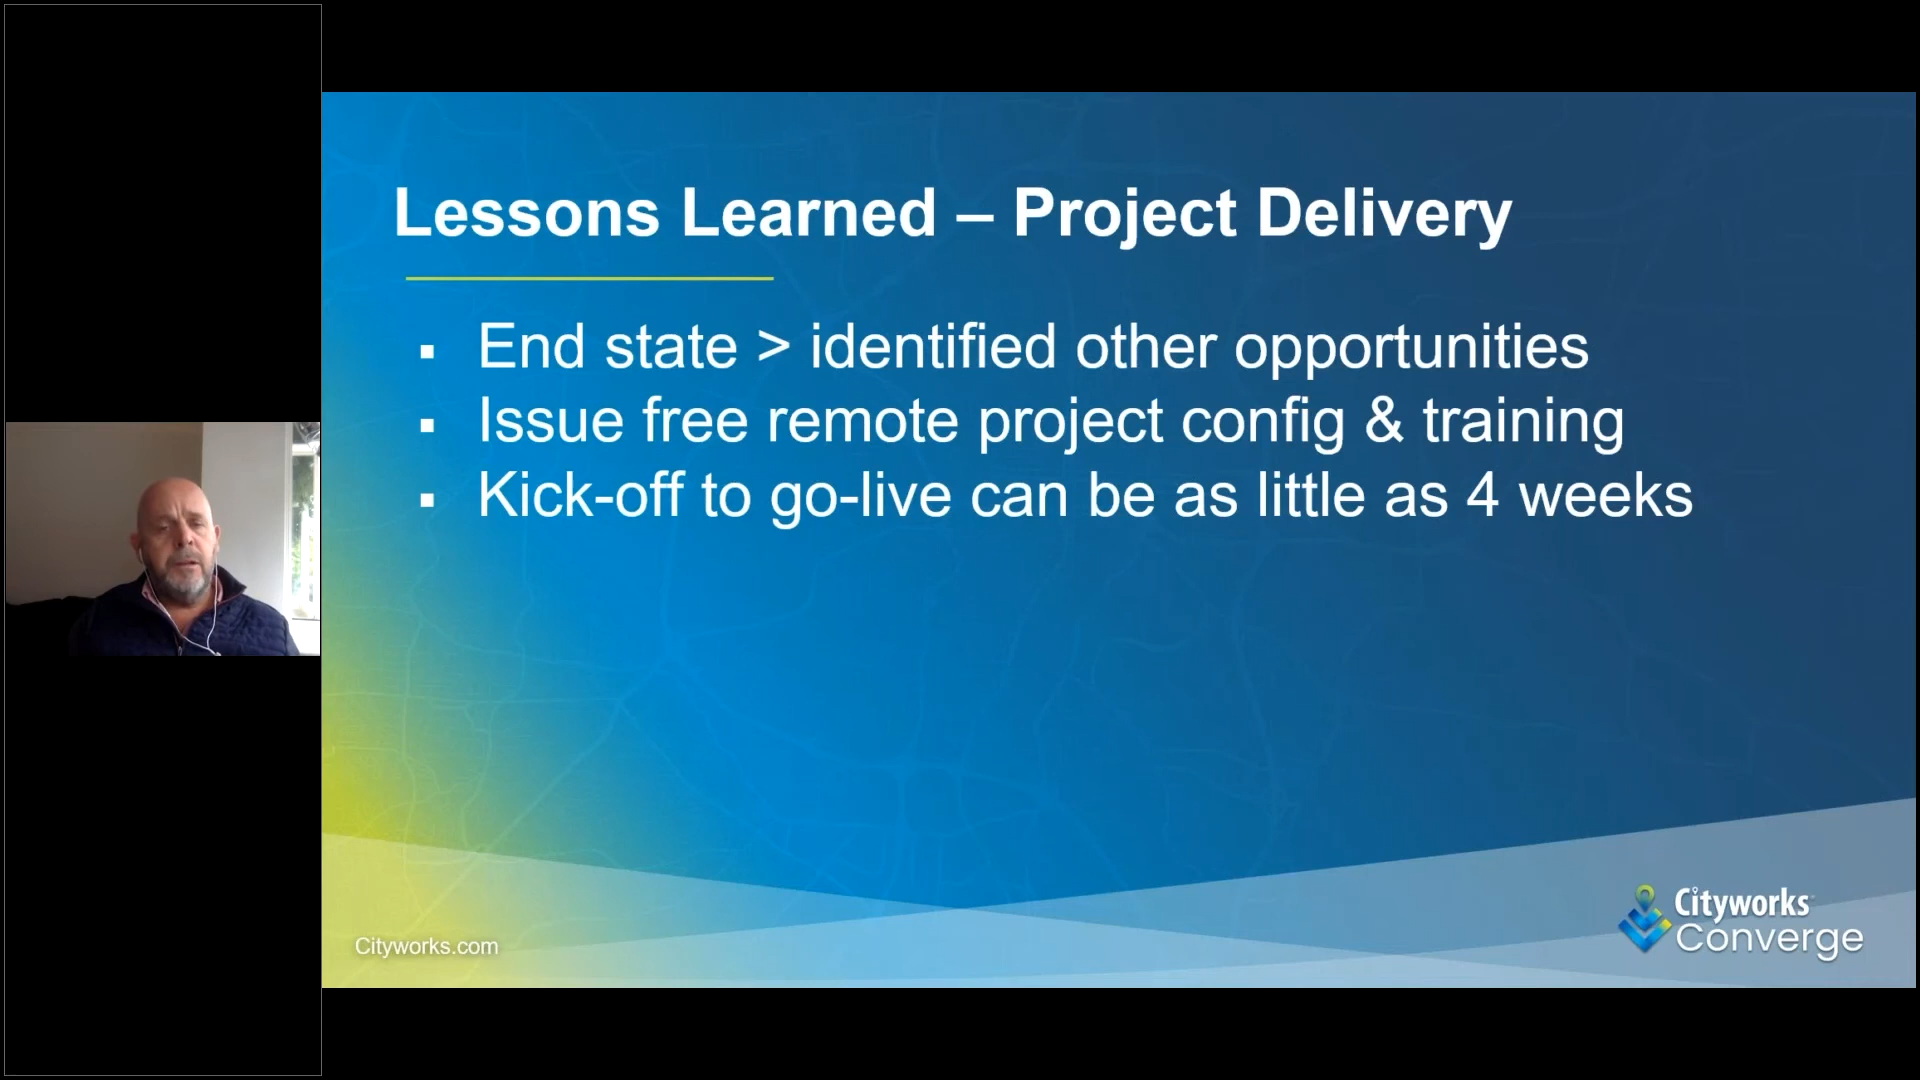 Lessons Learned – Project Delivery
▪ End state > identified other opportunities
▪ Issue free remote project config & training
▪ Kick-off to go-live can be as little as 4 weeks
Cityworks.com
Cityworks
Converge